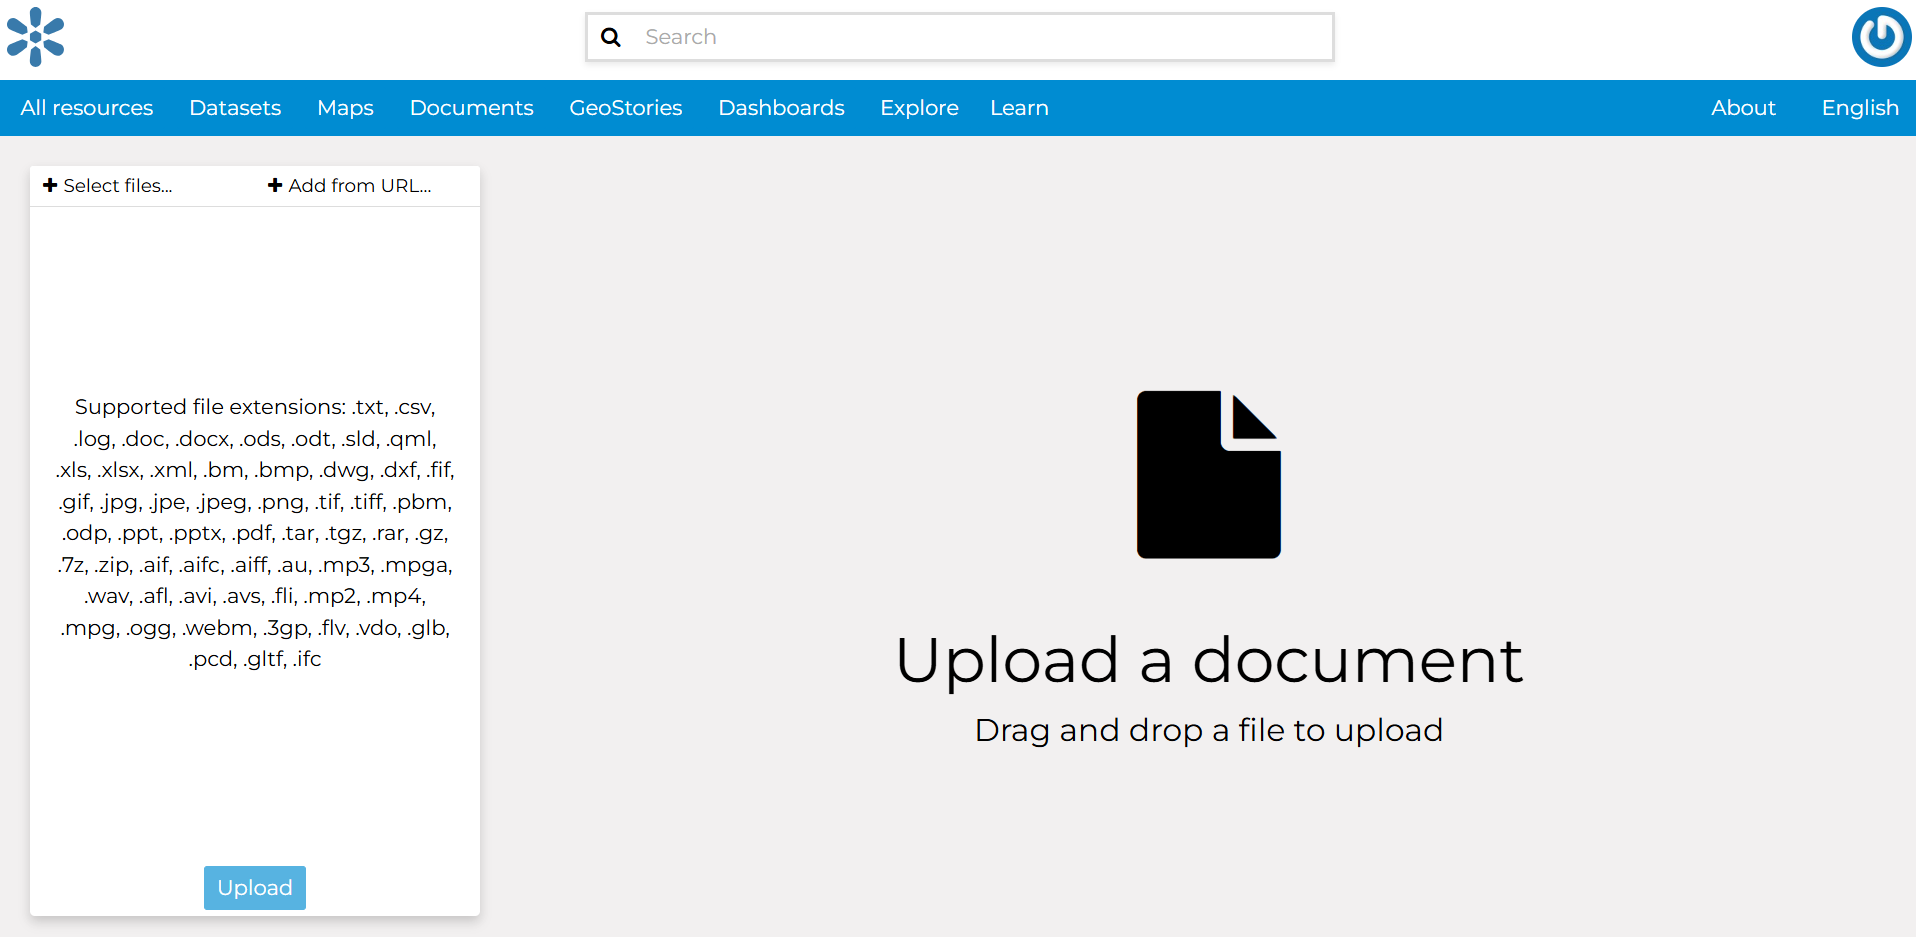 Search
All resources Datasets Maps Documents GeoStories Dashboards Explore Learn About English
Select files... Add from URL...
Supported file extensions: .txt, .csv,
.log, .doc, .docx, .ods, .odt, .sld, .qml,
.xls, .xlsx, .xml, .bm, .bmp, .dwg, .dxf, .fif,
.gif, .jpg, .jpe, .jpeg, .png, .tif, .tiff, .pbm,
.odp, .ppt, .pptx, .pdf, .tar, .tgz, .rar, .gz,
.7z, .zip, .aif, .aifc, .aiff, .au, .mp3, .mpga,
.wav, .afl, .avi, .avs, .fli, .mp2, .mp4,
.mpg, .ogg, .webm, .3gp, .flv, .vdo, .glb,
.pcd, .gltf, .ifc
Upload
Upload a document
Drag and drop a file to upload